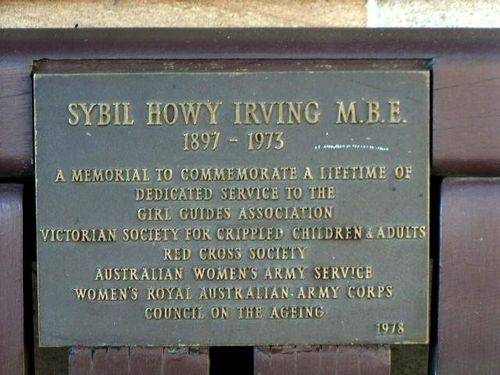 SYBIL HOWY IRVING M.B.E.
1897 - 1973
A MEMORIAL TO COMMEMORATE A LIFETIME OF
DEDICATED SERVICE TO THE
GIRL GUIDES ASSOCIATION
VICTORIAN SOCIETY FOR CRIPPLED CHILDREN & ADULTS
RED CROSS SOCIETY
AUSTRALIAN WOMEN'S ARMY SERVICE
WOMEN'S ROYAL AUSTRALIAN ARMY CORPS
COUNCIL ON THE AGEING
1978